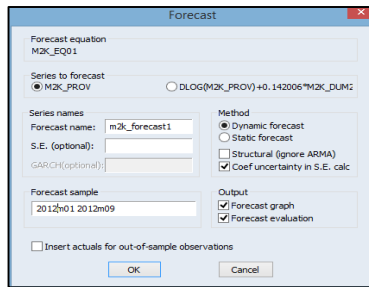 Forecast
Forecast equation
M2K_EQ01
Series to forecast
M2K_PROV
DLOG(M2K_PROV)+0.142006*M2K_DUM2
Series names
Forecast name: m2k_forecast1
S.E. (optional):
GARCH(optional):
Method
Dynamic forecast
Static forecast
Structural (ignore ARMA)
Coef uncertainty in S.E. calc
Forecast sample
2012m01 2012m09
Output
Forecast graph
Forecast evaluation
Insert actuals for out-of-sample observations
OK
Cancel